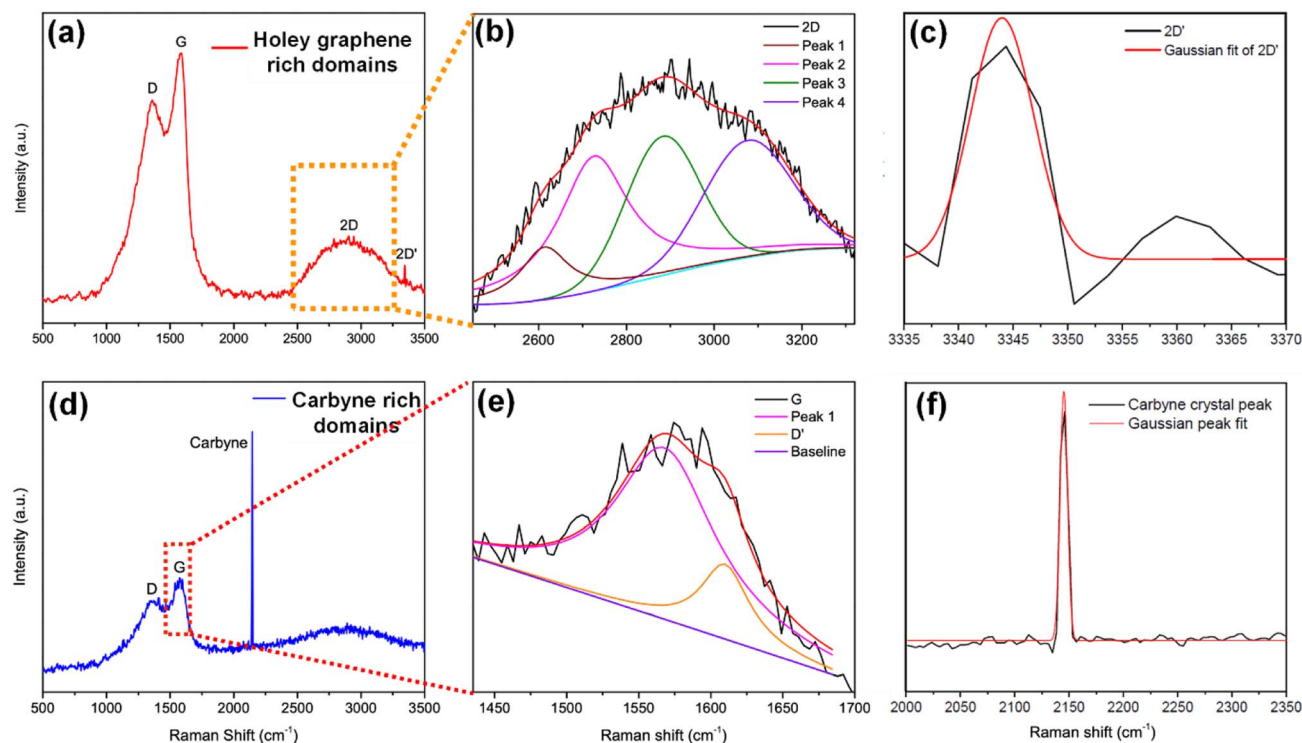 (a)
Holey graphene
rich domains
D
G
2D
2D'
Intensity (a.u.)
500 1000 1500 2000 2500 3000 3500
(b)
2D
Peak 1
Peak 2
Peak 3
Peak 4
2600 2800 3000 3200
(c)
2D'
Gaussian fit of 2D'
3335 3340 3345 3350 3355 3360 3365 3370
(d)
Carbyne rich
domains
Carbyne
D
G
Intensity (a.u.)
500 1000 1500 2000 2500 3000 3500
Raman Shift (cm⁻¹)
(e)
G
Peak 1
D'
Baseline
1450 1500 1550 1600 1650 1700
Raman shift (cm⁻¹)
(f)
Carbyne crystal peak
Gaussian peak fit
2000 2050 2100 2150 2200 2250 2300 2350
Raman shift (cm⁻¹)